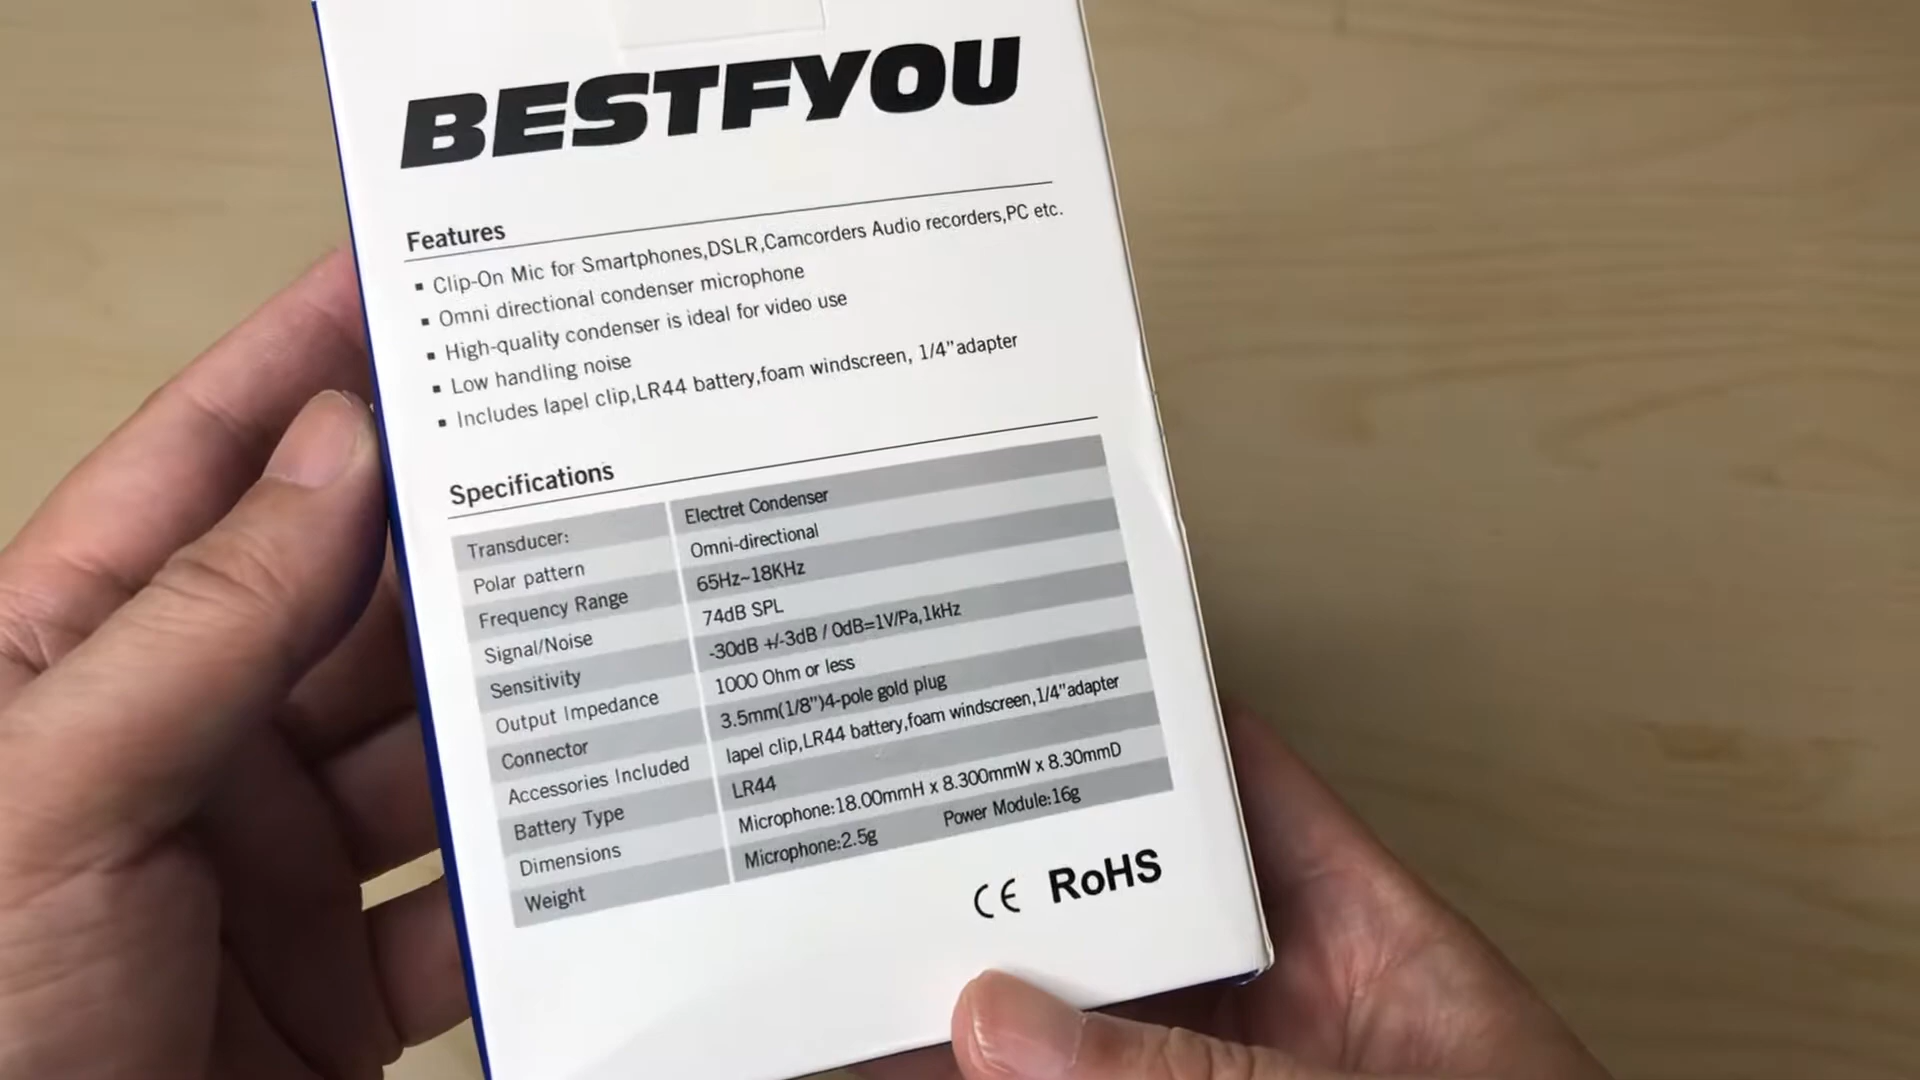 BESTFYOU
Features
▪ Clip-On Mic for Smartphones,DSLR,Camcorders Audio recorders,PC etc.
▪ Omni directional condenser microphone
▪ High-quality condenser is ideal for video use
▪ Low handling noise
▪ Includes lapel clip,LR44 battery,foam windscreen, 1/4"adapter
Specifications
Transducer: Electret Condenser
Polar pattern Omni-directional
Frequency Range 65Hz~18KHz
Signal/Noise 74dB SPL
Sensitivity -30dB +/-3dB / 0dB=1V/Pa,1kHz
Output Impedance 1000 Ohm or less
Connector 3.5mm(1/8")4-pole gold plug
Accessories Included lapel clip,LR44 battery,foam windscreen,1/4"adapter
Battery Type LR44
Dimensions Microphone:18.00mmH x 8.300mmW x 8.30mmD
Weight Microphone:2.5g Power Module:16g
CE RoHS